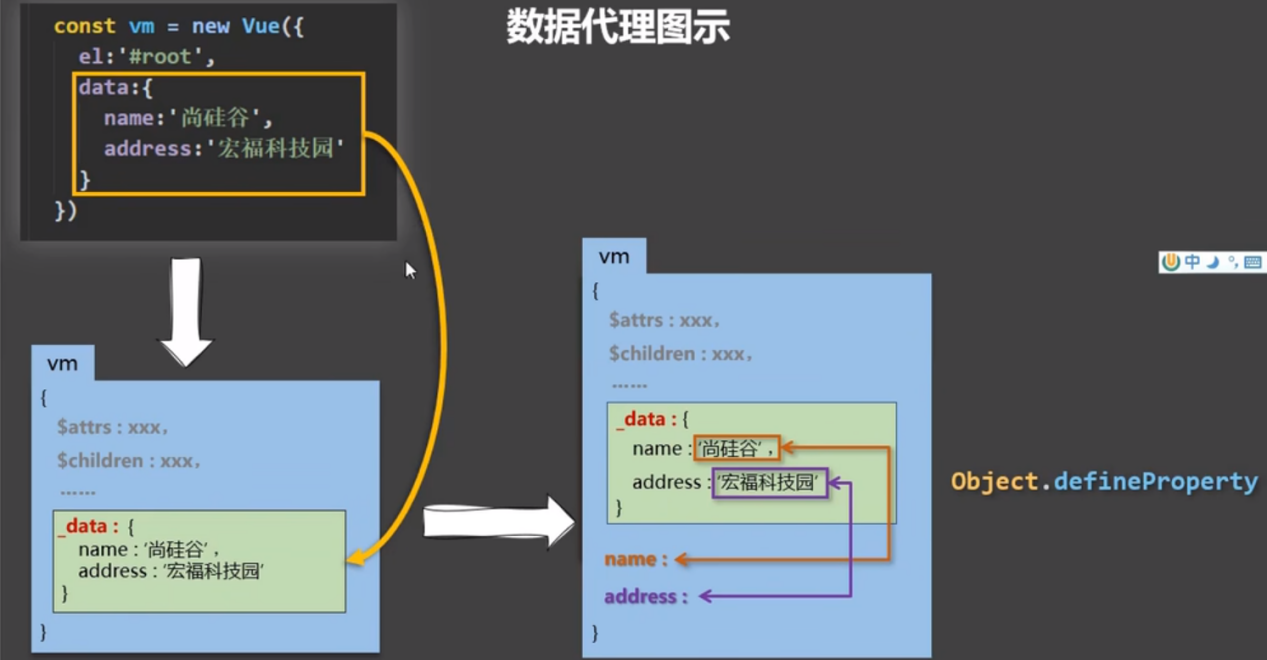 数据代理图示
const vm = new Vue({
el:'#root',
data:{
name:'尚硅谷',
address:'宏福科技园'
}
})
vm
{
$attrs : xxx,
$children : xxx,
……
_data : {
name : '尚硅谷' ,
address : '宏福科技园'
}
}
vm
{
$attrs : xxx,
$children : xxx,
……
_data : {
name : '尚硅谷' ,
address : '宏福科技园'
}
name :
address :
}
Object.defineProperty
中